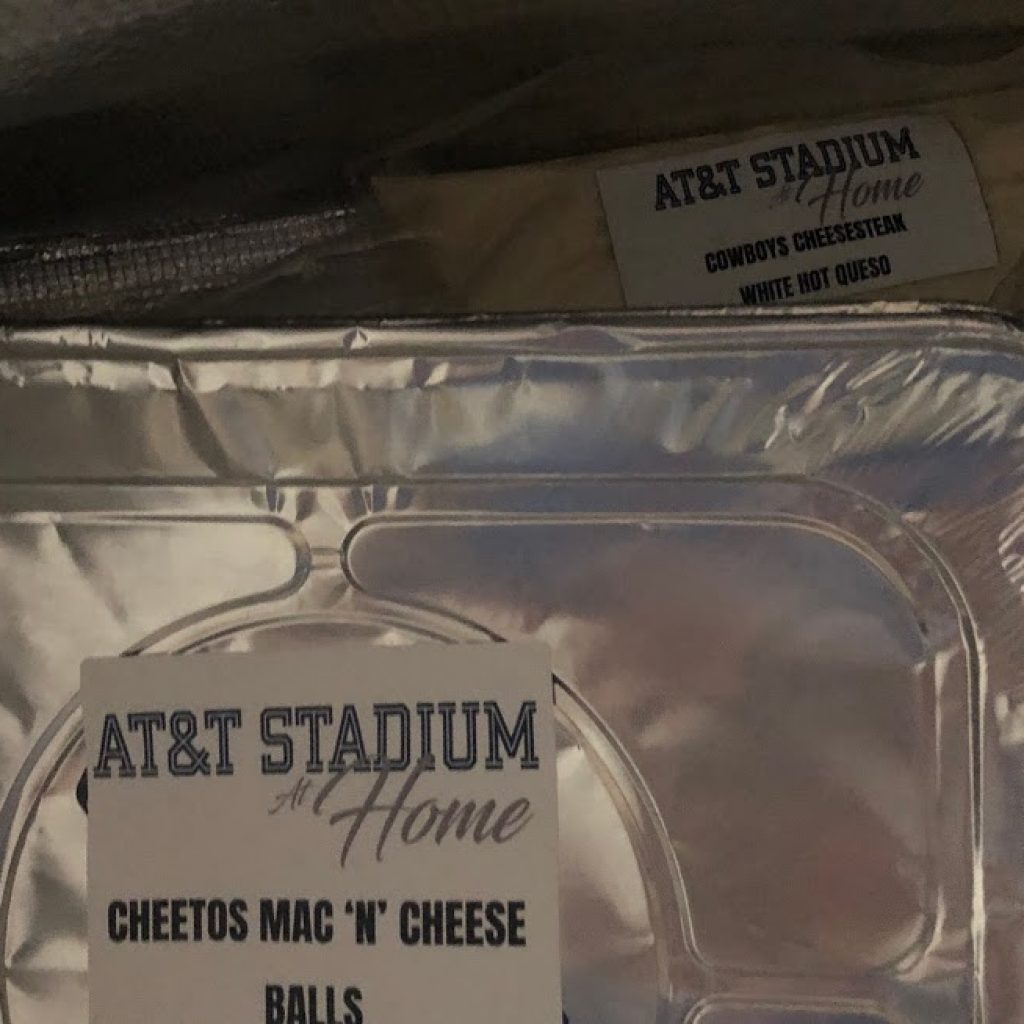 AT&T STADIUM
At Home
COWBOYS CHEESESTEAK
WHITE HOT QUESO
AT&T STADIUM
At Home
CHEETOS MAC ‘N’ CHEESE
BALLS